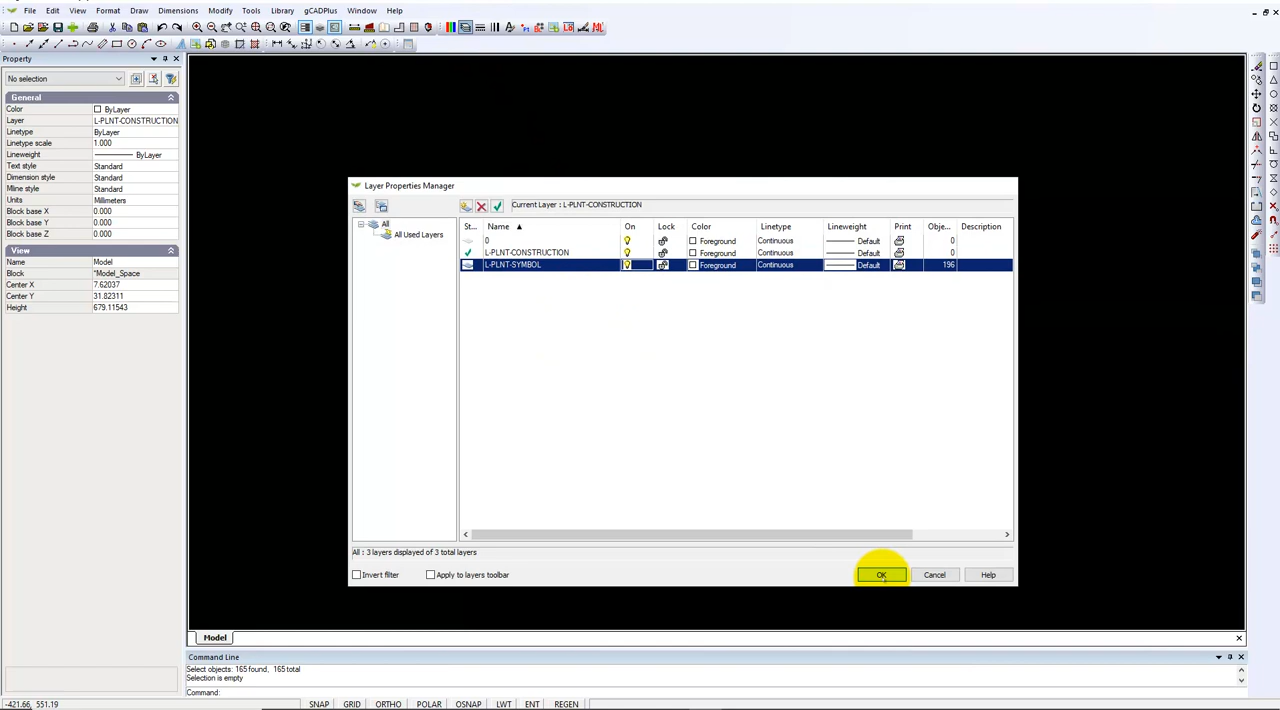 File Edit View Format Draw Dimensions Modify Tools Library gCADPlus Window Help
Property
No selection
General
Color ByLayer
Layer L-PLNT-CONSTRUCTION
Linetype ByLayer
Linetype scale 1.000
Lineweight ByLayer
Text style Standard
Dimension style Standard
Mline style Standard
Units Millimeters
Block base X 0.000
Block base Y 0.000
Block base Z 0.000
View
Name Model
Block *Model_Space
Center X 7.62037
Center Y 31.82311
Height 679.11543
Layer Properties Manager
Current Layer : L-PLNT-CONSTRUCTION
All
All Used Layers
St... Name On Lock Color Linetype Lineweight Print Obje... Description
0 Foreground Continuous Default 0
L-PLNT-CONSTRUCTION Foreground Continuous Default 0
L-PLNT-SYMBOL Foreground Continuous Default 196
All : 3 layers displayed of 3 total layers
Invert filter Apply to layers toolbar OK Cancel Help
Model
Command Line
Select objects: 165 found, 165 total
Selection is empty
Command:
-421.66, 551.19 SNAP GRID ORTHO POLAR OSNAP LWT ENT REGEN